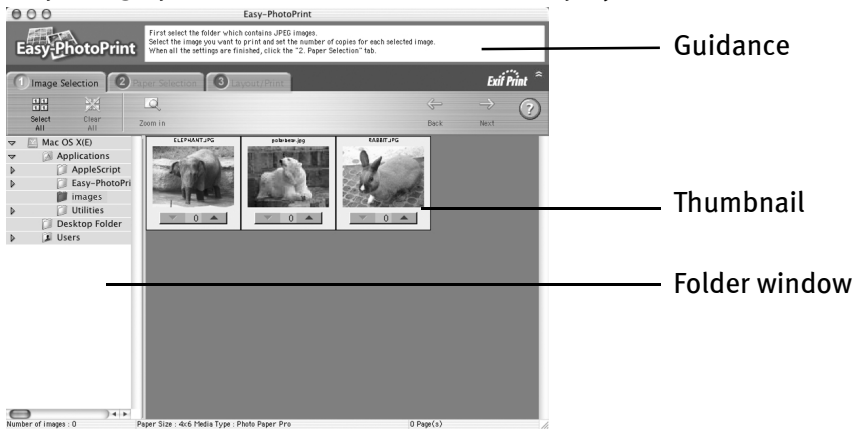 Easy-PhotoPrint
Easy-PhotoPrint
First select the folder which contains JPEG images.
Select the image you want to print and set the number of copies for each selected image.
When all the settings are finished, click the "2. Paper Selection" tab.
Guidance
1 Image Selection
2 Paper Selection
3 Layout/Print
Exif Print
Select All
Clear All
Zoom in
Back
Next
?
Mac OS X(E)
Applications
AppleScript
Easy-PhotoPri
images
Utilities
Desktop Folder
Users
ELEPHANT.JPG
polarbear.jpg
RABBIT.JPG
0
0
0
Thumbnail
Folder window
Number of images : 0
Paper Size : 4x6 Media Type : Photo Paper Pro
0 Page(s)